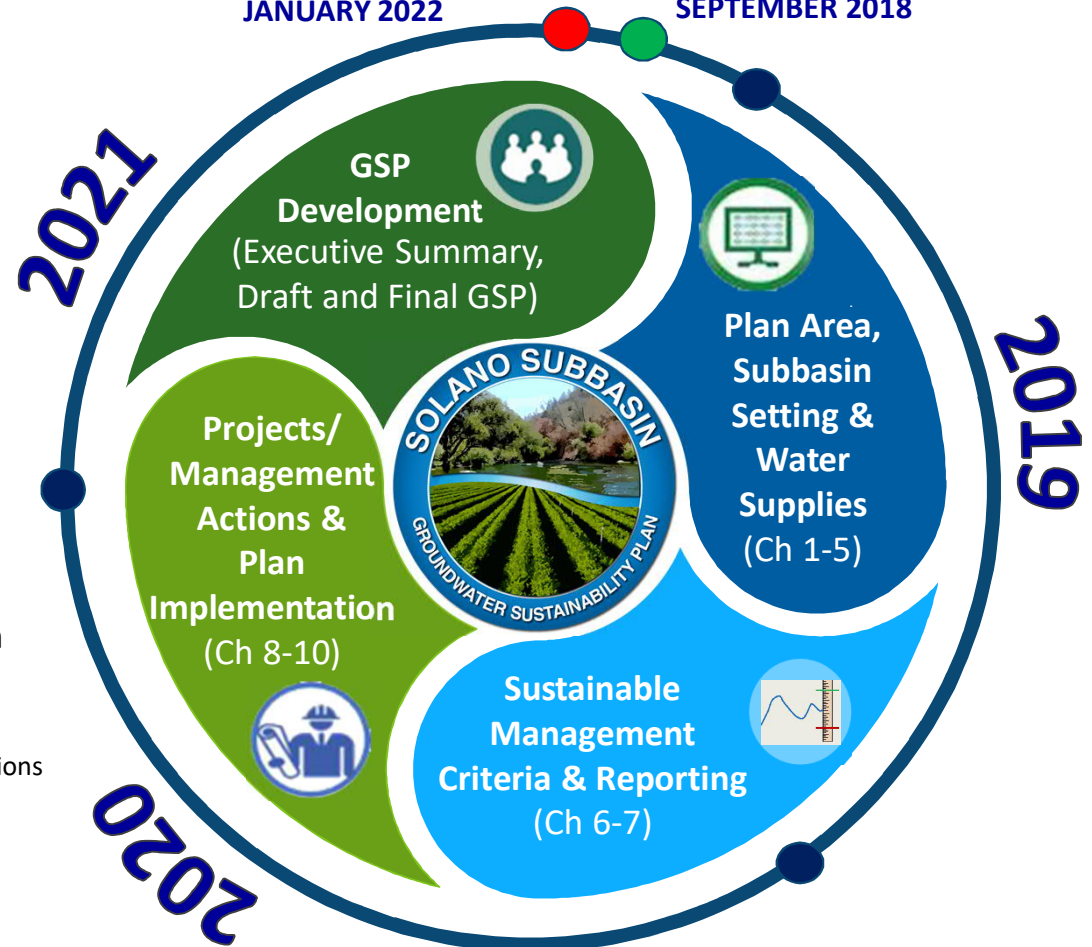 JANUARY 2022
SEPTEMBER 2018
2021
GSP
Development
(Executive Summary,
Draft and Final GSP)
Plan Area,
Subbasin
Setting &
Water
Supplies
(Ch 1-5)
2019
SOLANO SUBBASIN
GROUNDWATER SUSTAINABILITY PLAN
Projects/
Management
Actions &
Plan
Implementation
(Ch 8-10)
Sustainable
Management
Criteria & Reporting
(Ch 6-7)
ions
2020